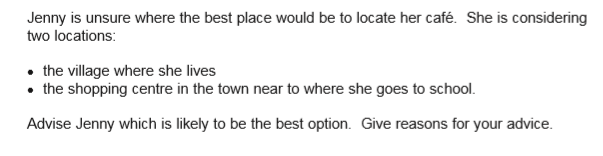 Jenny is unsure where the best place would be to locate her café. She is considering
two locations:
• the village where she lives
• the shopping centre in the town near to where she goes to school.
Advise Jenny which is likely to be the best option. Give reasons for your advice.